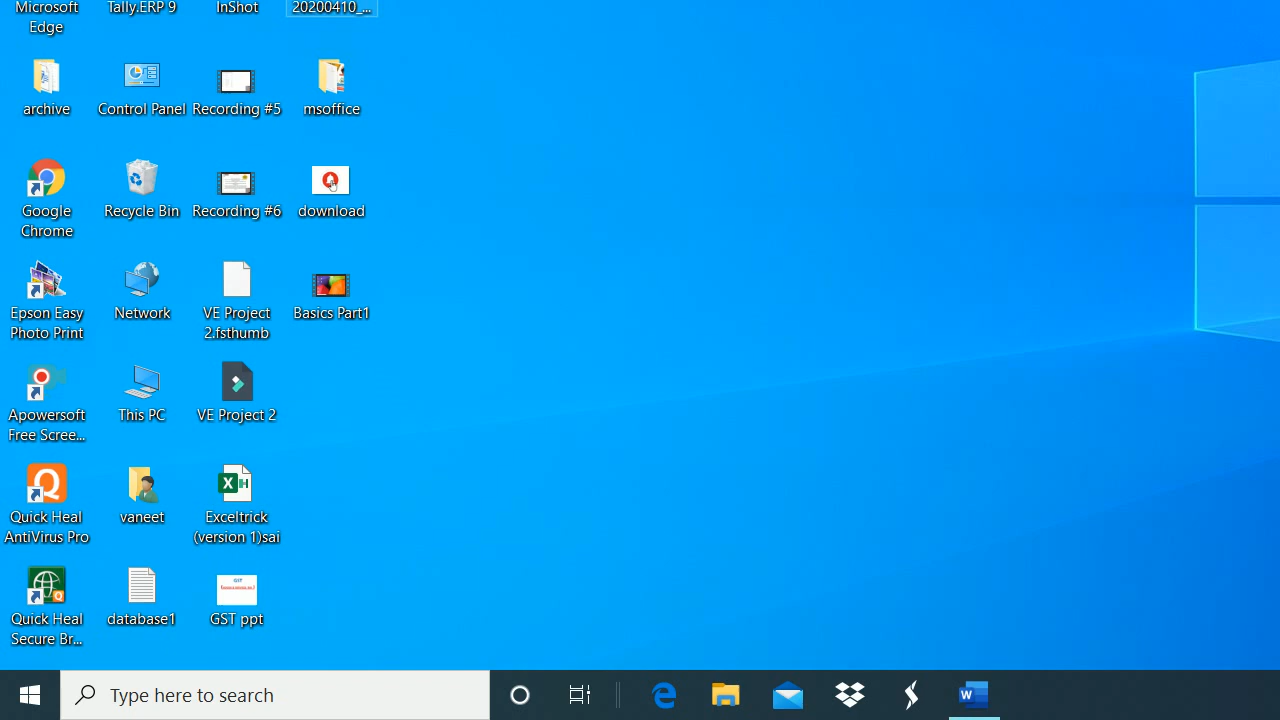 Microsoft
Edge
Tally.ERP 9
InShot
20200410_...
archive
Control Panel
Recording #5
msoffice
Google
Chrome
Recycle Bin
Recording #6
download
Epson Easy
Photo Print
Network
VE Project
2.fsthumb
Basics Part1
Apowersoft
Free Scree...
This PC
VE Project 2
Quick Heal
AntiVirus Pro
vaneet
Exceltrick
(version 1)sai
Quick Heal
Secure Br...
database1
GST ppt
Type here to search